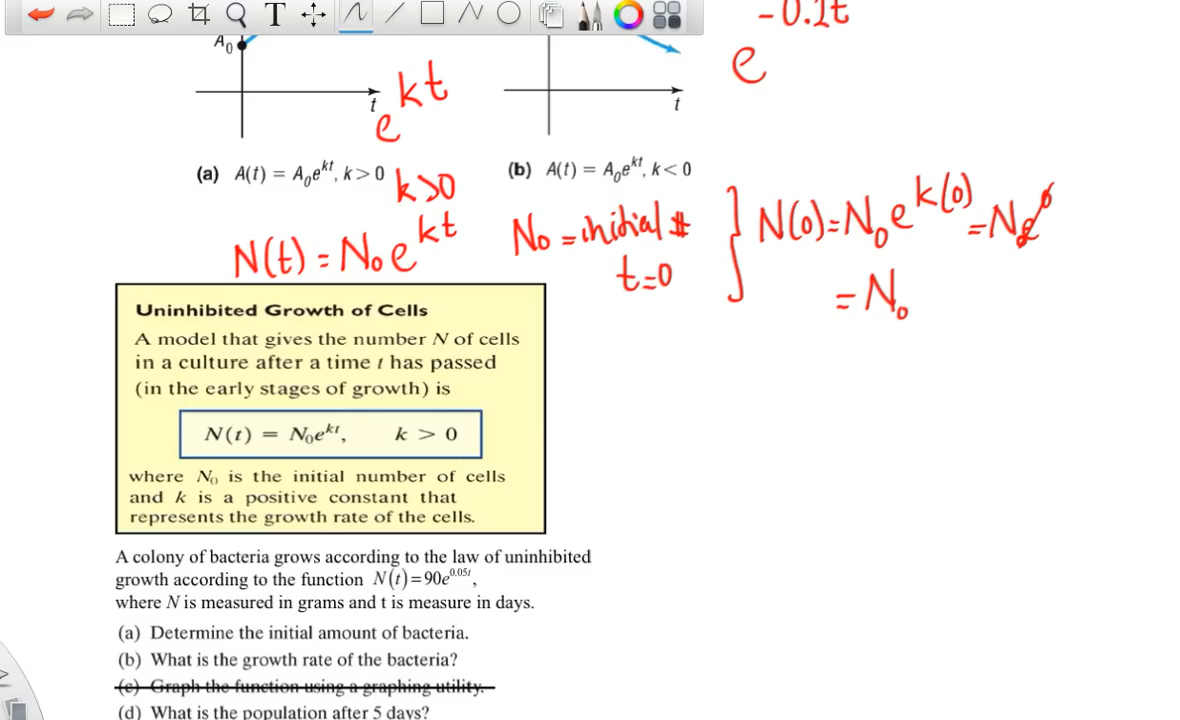 T
-0.1t
e
A₀
t
e^kt
t
(a) A(t) = A₀e^kt, k > 0
k>0
(b) A(t) = A₀e^kt, k < 0
N(t) = N₀e^kt
N₀ = initial #
t=0
} N(0) = N₀e^k(0) = N₀e^0
= N₀
Uninhibited Growth of Cells
A model that gives the number N of cells
in a culture after a time t has passed
(in the early stages of growth) is
N(t) = N₀e^kt, k > 0
where N₀ is the initial number of cells
and k is a positive constant that
represents the growth rate of the cells.
A colony of bacteria grows according to the law of uninhibited
growth according to the function N(t)=90e^0.05t,
where N is measured in grams and t is measure in days.
(a) Determine the initial amount of bacteria.
(b) What is the growth rate of the bacteria?
(c) Graph the function using a graphing utility.
(d) What is the population after 5 days?